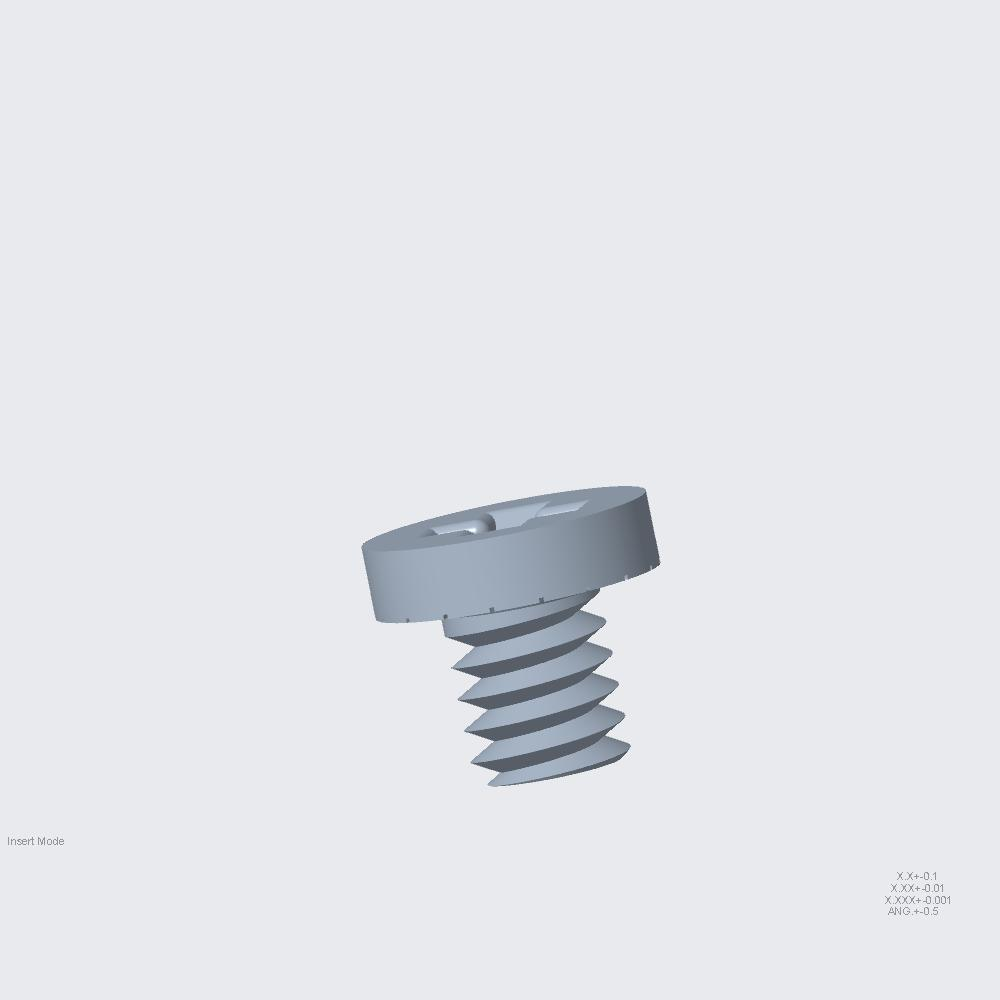 Insert Mode
X.X+-0.1
X.XX+-0.01
X.XXX+-0.001
ANG.+-0.5